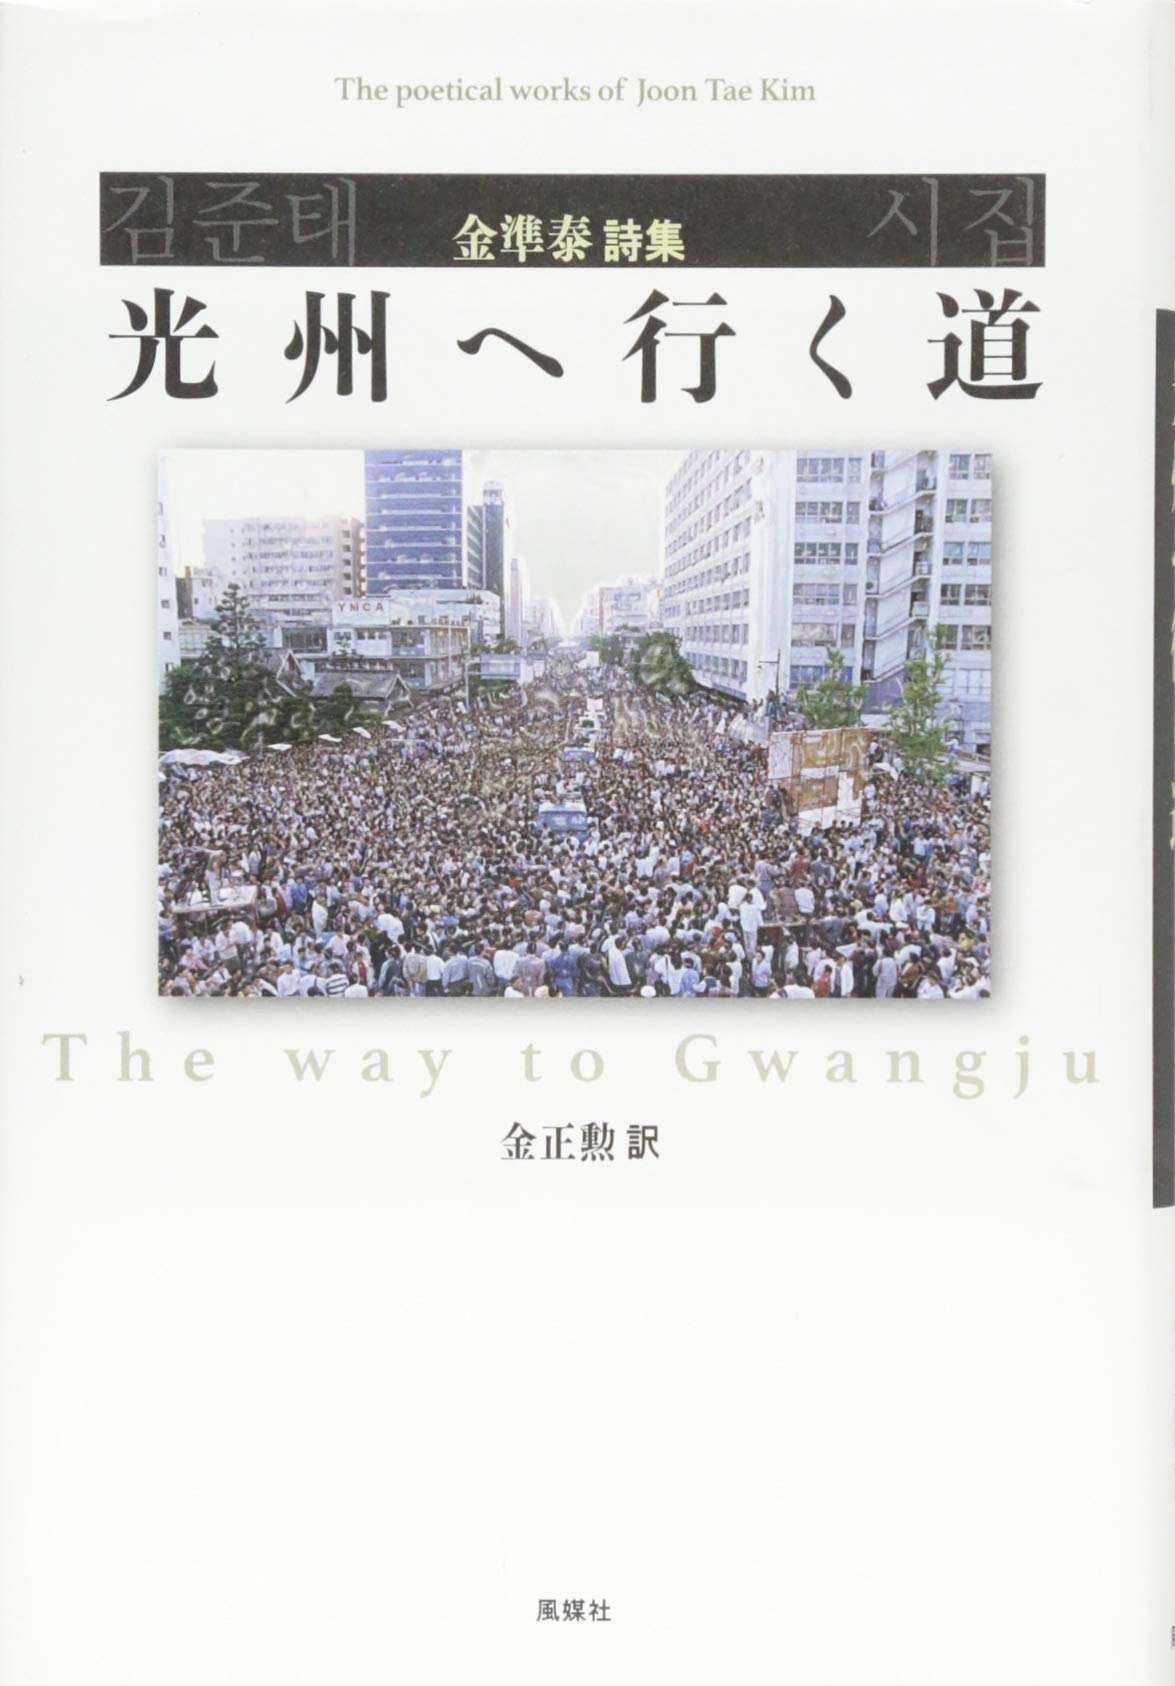 The poetical works of Joon Tae Kim
김준태 金準泰 詩集 시집
光州へ行く道
YMCA
The way to Gwangju
金正勲 訳
風媒社